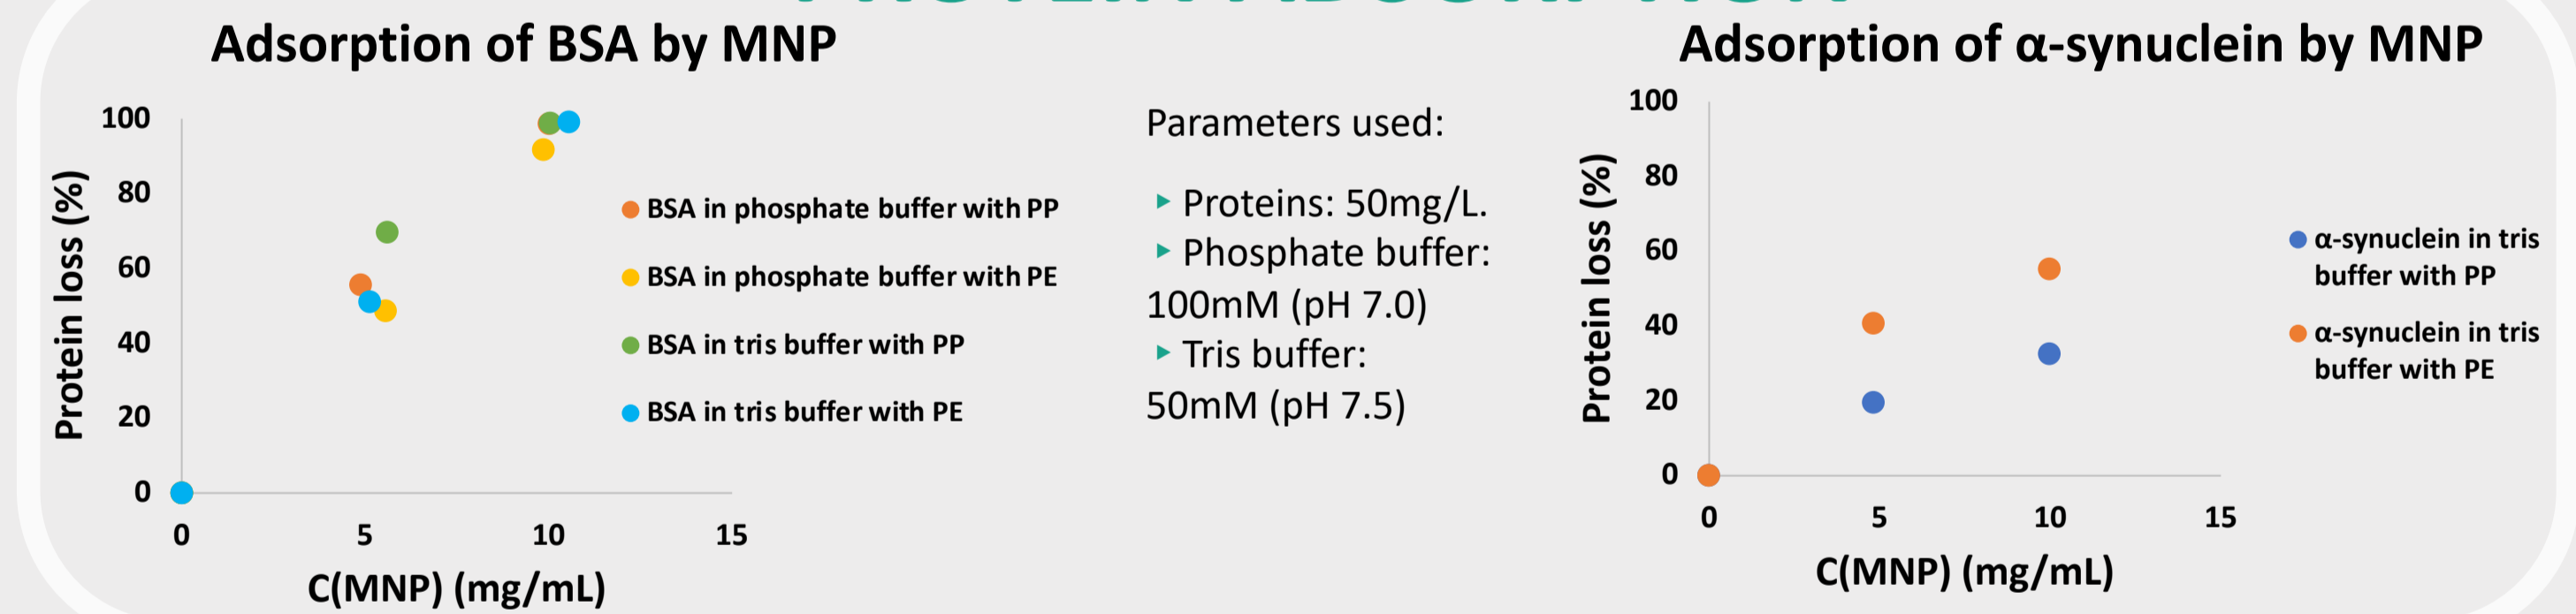 Adsorption of BSA by MNP
100
80
60
40
20
0
Protein loss (%)
0 5 10 15
C(MNP) (mg/mL)
BSA in phosphate buffer with PP
BSA in phosphate buffer with PE
BSA in tris buffer with PP
BSA in tris buffer with PE
Parameters used:
Proteins: 50mg/L.
Phosphate buffer:
100mM (pH 7.0)
Tris buffer:
50mM (pH 7.5)
Adsorption of α-synuclein by MNP
100
80
60
40
20
0
Protein loss (%)
0 5 10 15
C(MNP) (mg/mL)
α-synuclein in tris
buffer with PP
α-synuclein in tris
buffer with PE